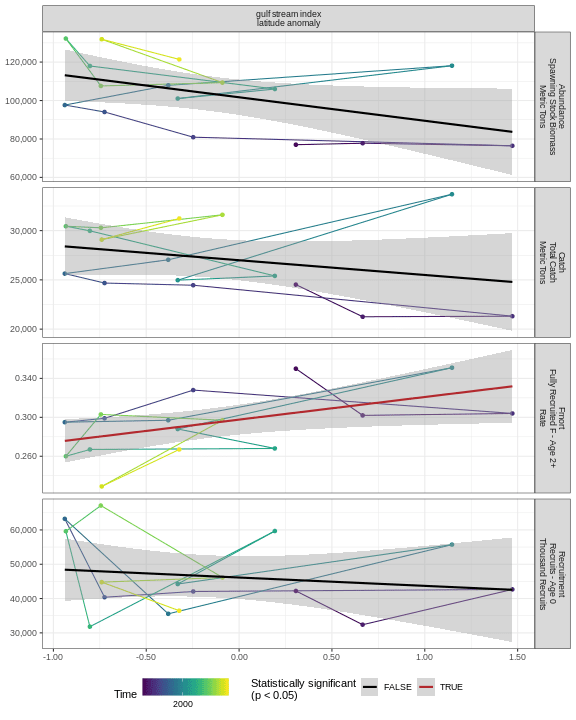 gulf stream index
latitude anomaly
120,000
100,000
80,000
60,000
Abundance
Spawning Stock Biomass
Metric Tons
30,000
25,000
20,000
Catch
Total Catch
Metric Tons
0.340
0.300
0.260
Fmort
Fully Recruited F - Age 2+
Rate
60,000
50,000
40,000
30,000
Recruitment
Recruits - Age 0
Thousand Recruits
-1.00 -0.50 0.00 0.50 1.00 1.50
Time
2000
Statistically significant
(p < 0.05)
FALSE TRUE